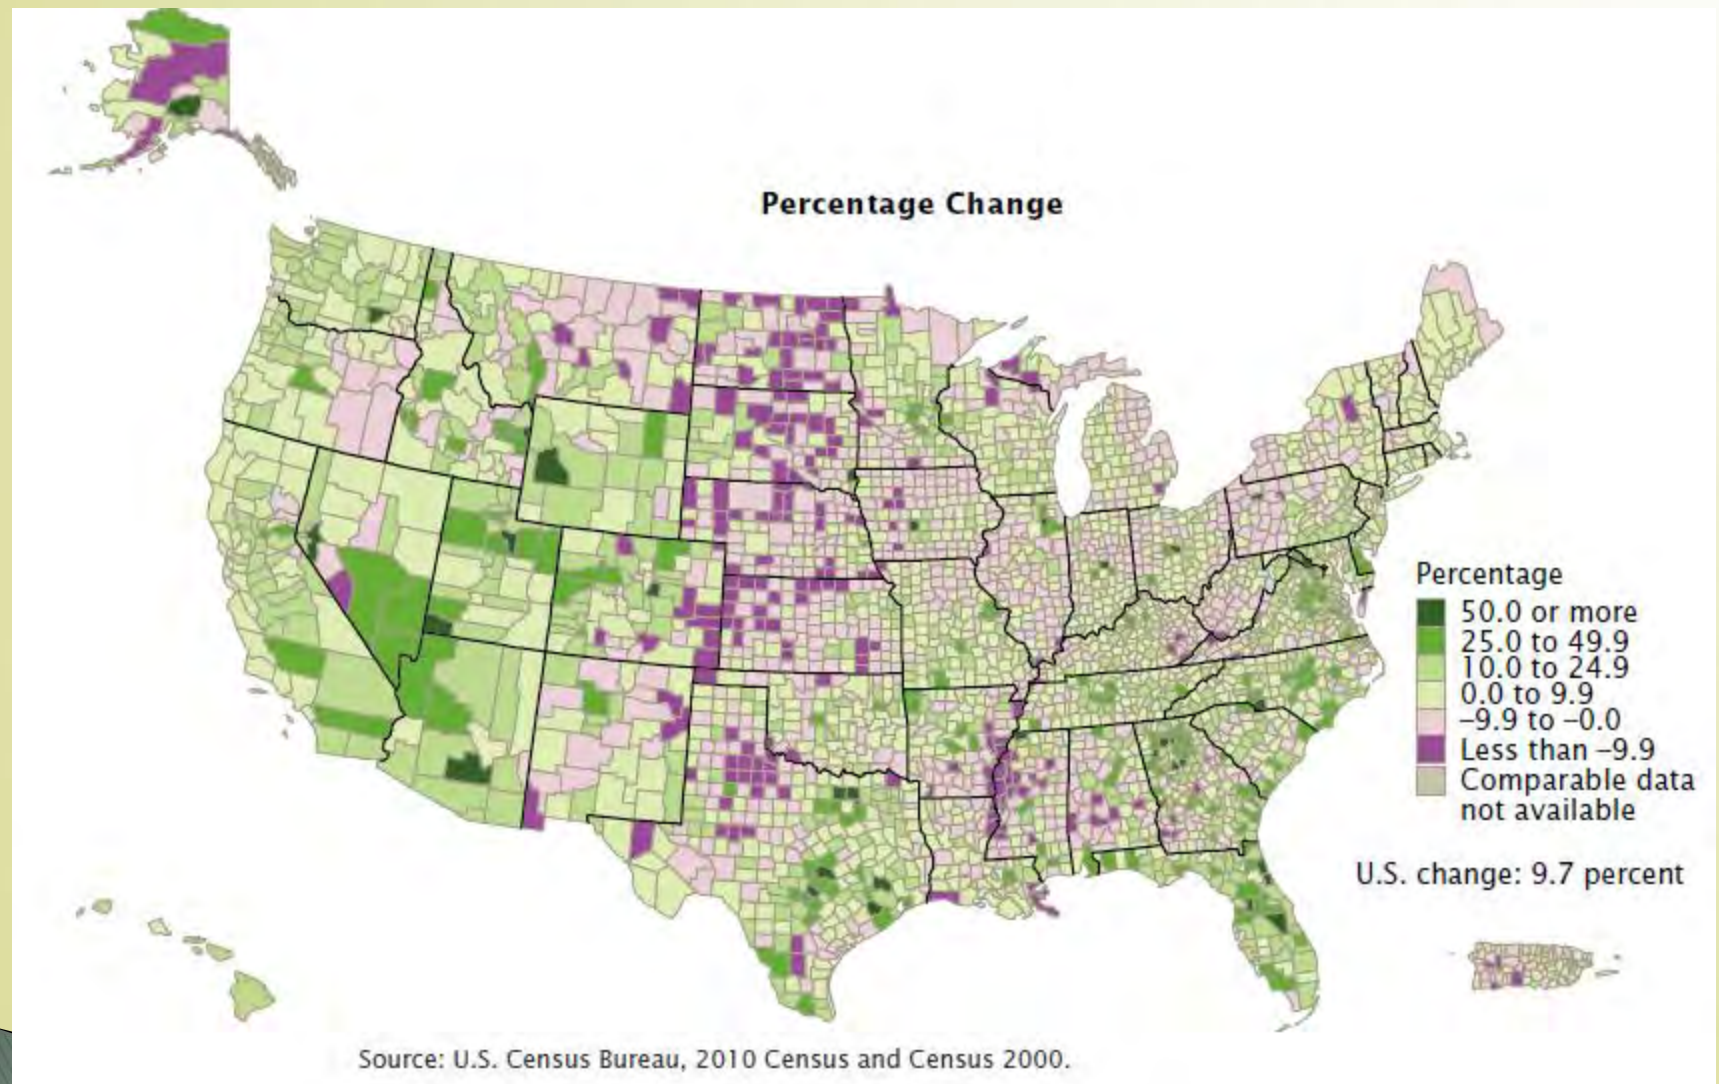 Percentage Change
Percentage
50.0 or more
25.0 to 49.9
10.0 to 24.9
0.0 to 9.9
–9.9 to –0.0
Less than –9.9
Comparable data
not available
U.S. change: 9.7 percent
Source: U.S. Census Bureau, 2010 Census and Census 2000.